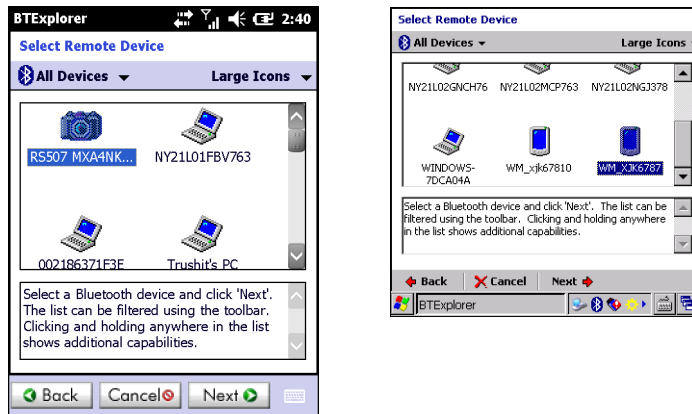 BTExplorer 2:40
Select Remote Device
All Devices Large Icons
RS507 MXA4NK... NY21L01FBV763
002186371F3E Trushit's PC
Select a Bluetooth device and click 'Next'.
The list can be filtered using the toolbar.
Clicking and holding anywhere in the list
shows additional capabilities.
Back Cancel Next
Select Remote Device
All Devices Large Icons
NY21L02GNCH76 NY21L02MCP763 NY21L02NGJ378
WINDOWS-
7DCA04A WM_xjk67810 WM_XJK6787
Select a Bluetooth device and click 'Next'. The list can be
filtered using the toolbar. Clicking and holding anywhere
in the list shows additional capabilities.
Back Cancel Next
BTExplorer